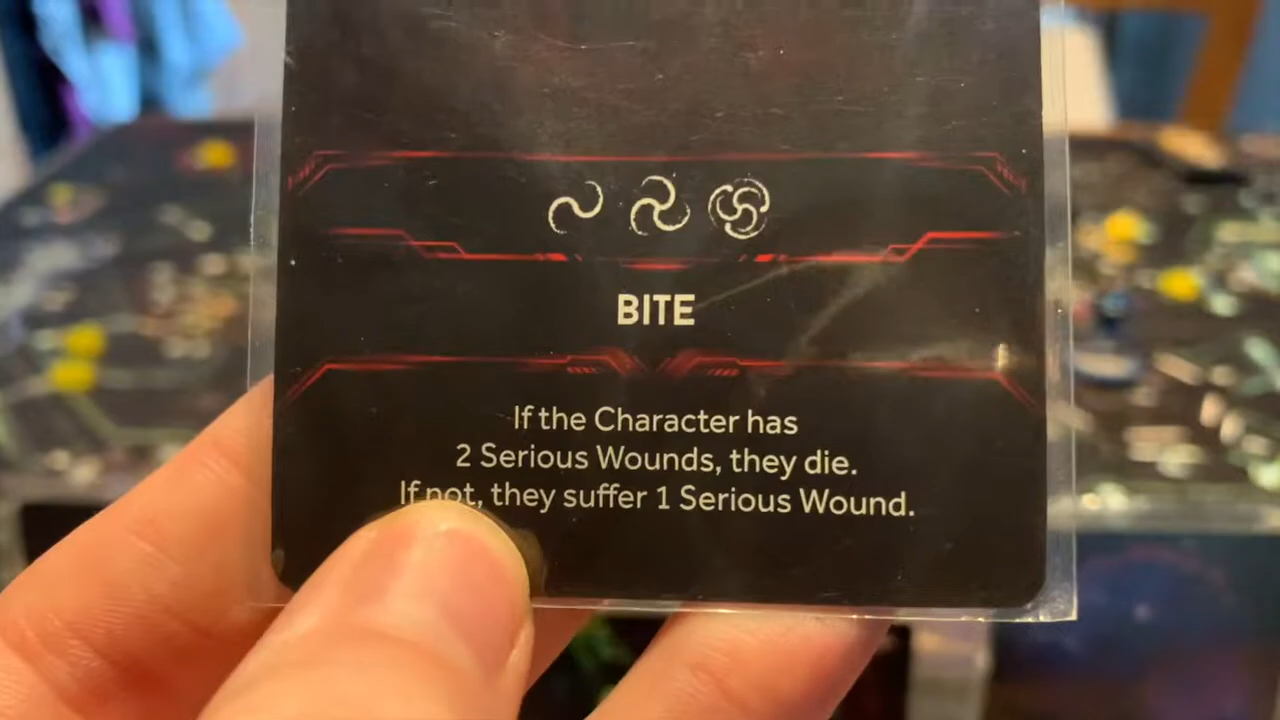 BITE
If the Character has
2 Serious Wounds, they die.
If not, they suffer 1 Serious Wound.